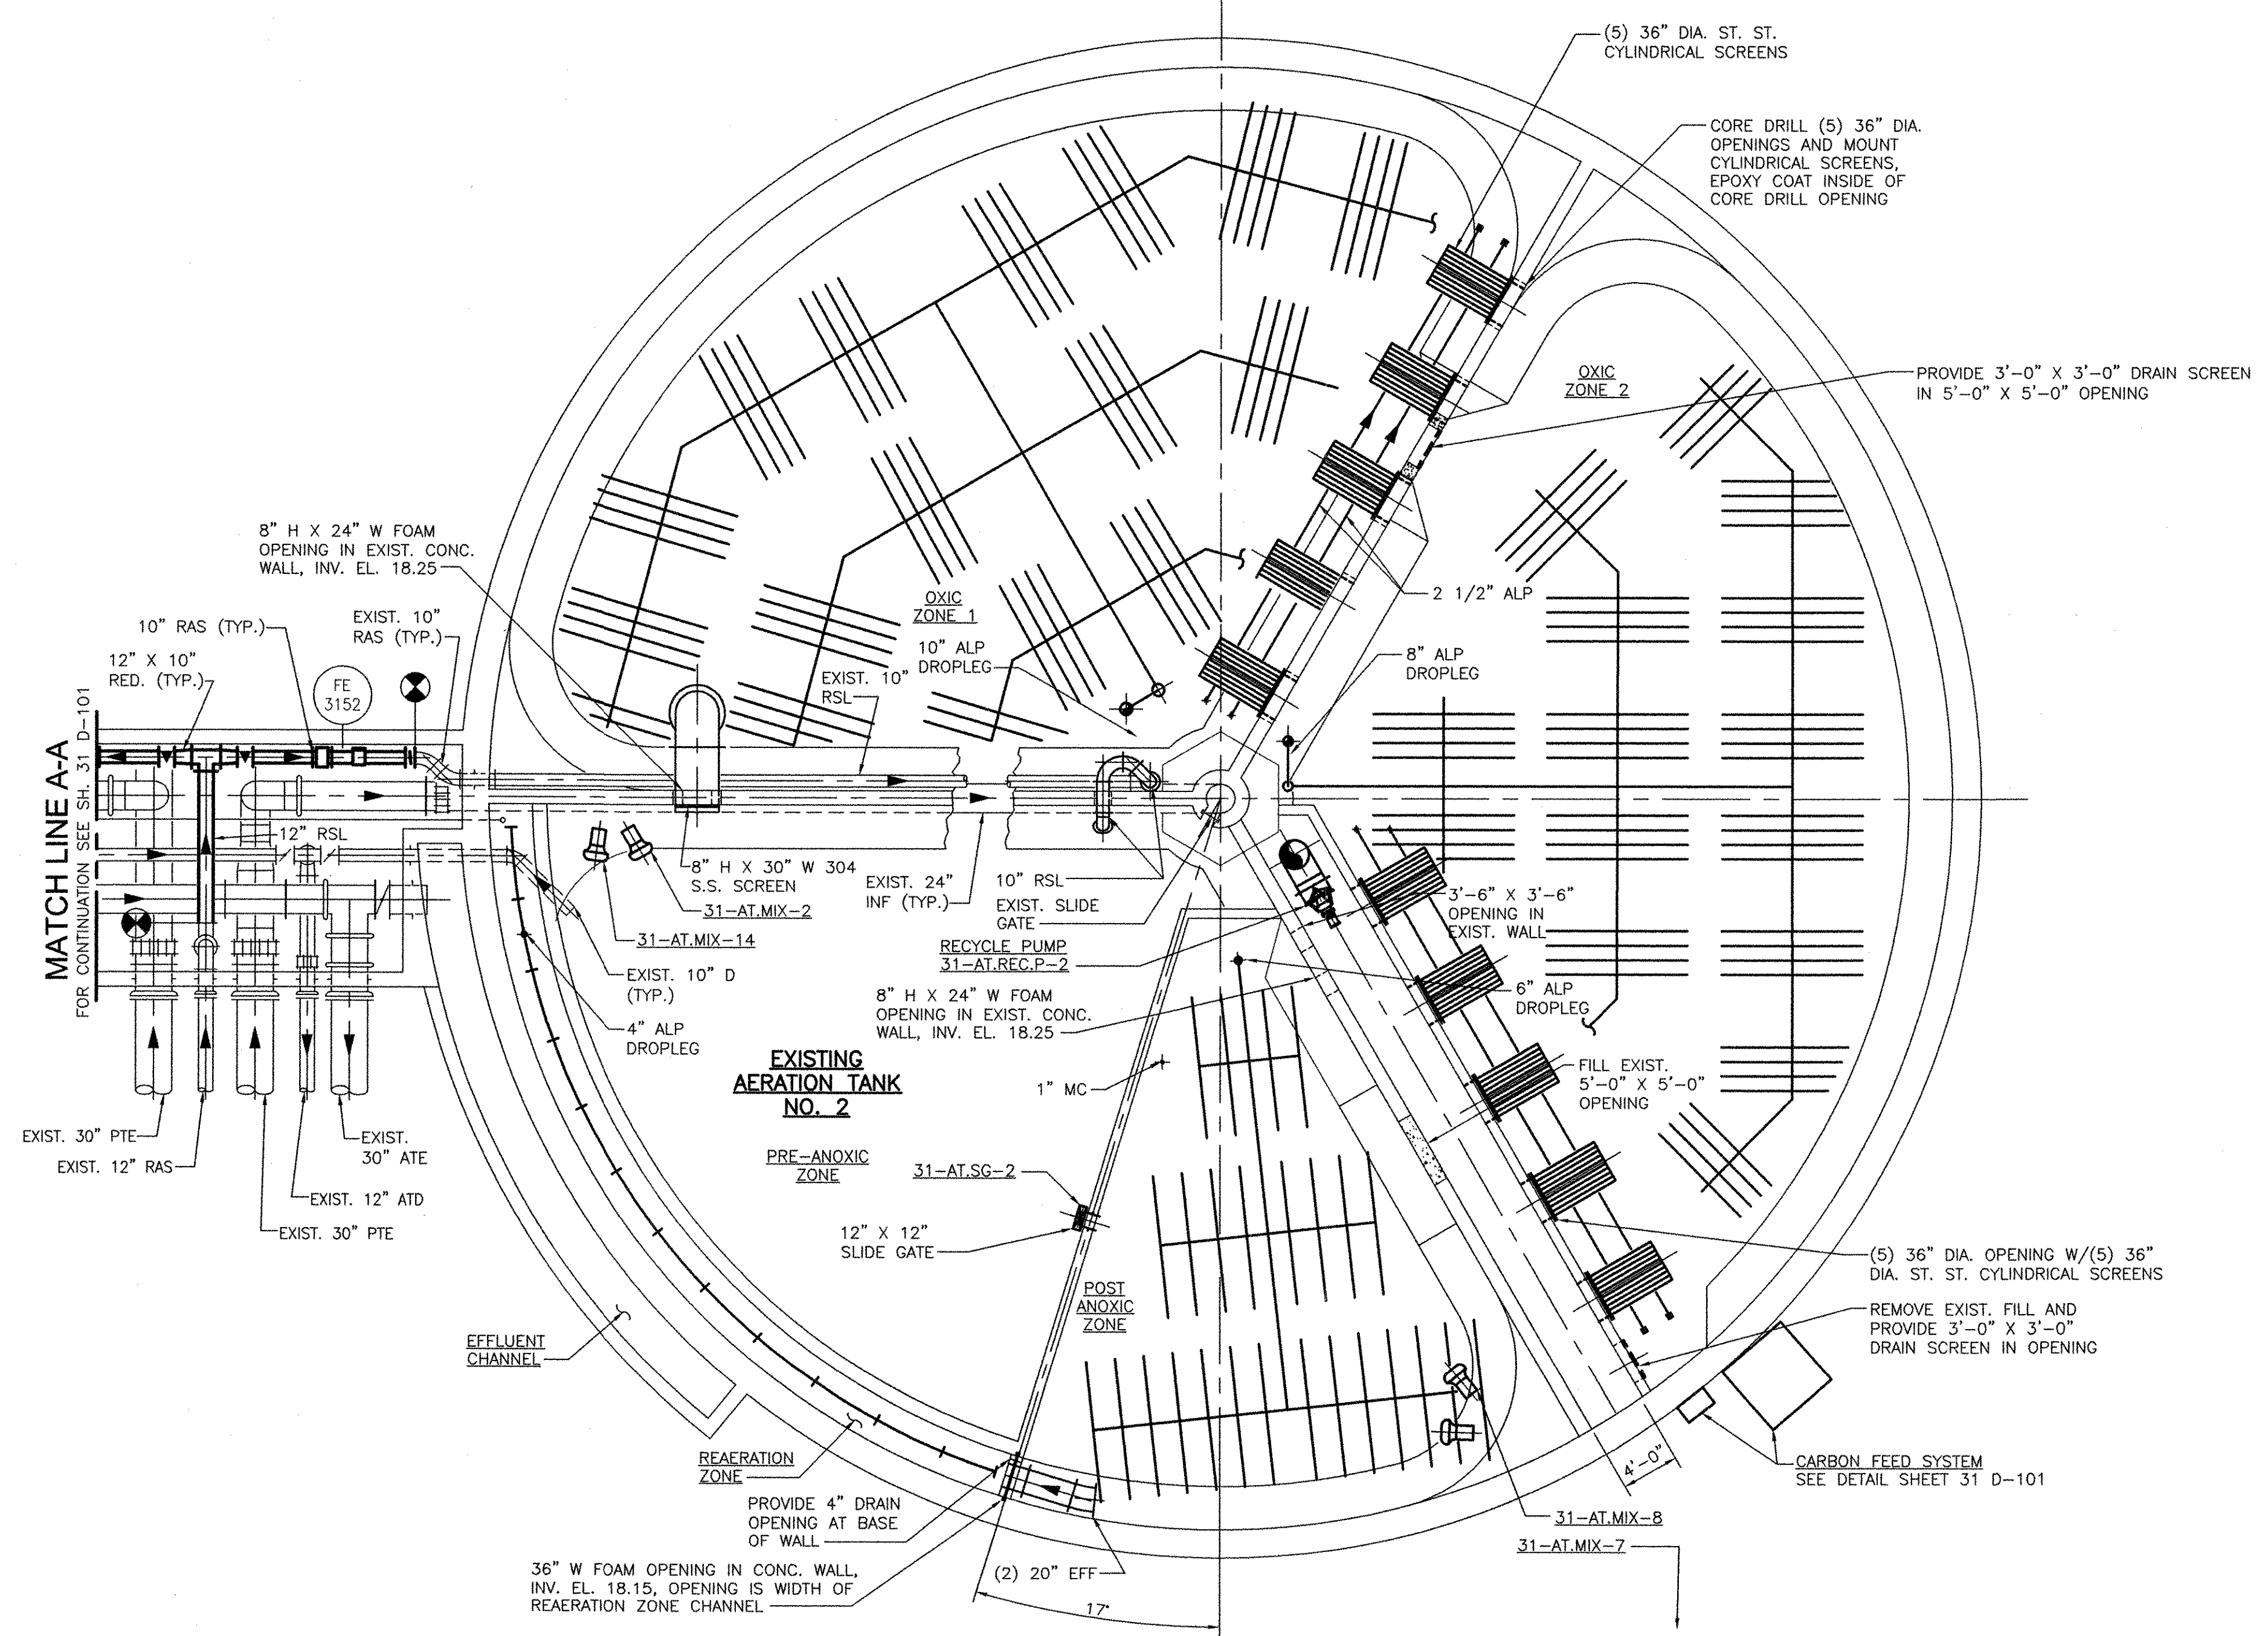 (5) 36" DIA. ST. ST.
CYLINDRICAL SCREENS
CORE DRILL (5) 36" DIA.
OPENINGS AND MOUNT
CYLINDRICAL SCREENS,
EPOXY COAT INSIDE OF
CORE DRILL OPENING
OXIC
ZONE 2
PROVIDE 3'-0" X 3'-0" DRAIN SCREEN
IN 5'-0" X 5'-0" OPENING
8" H X 24" W FOAM
OPENING IN EXIST. CONC.
WALL, INV. EL. 18.25
2 1/2" ALP
OXIC
ZONE 1
10" ALP
DROPLEG
8" ALP
DROPLEG
EXIST. 10"
RSL
10" RAS (TYP.)
EXIST. 10"
RAS (TYP.)
12" X 10"
RED. (TYP.)
FE
3152
MATCH LINE A-A
FOR CONTINUATION SEE SH. 31 D-101
12" RSL
8" H X 30" W 304
S.S. SCREEN
31-AT.MIX-2
31-AT.MIX-14
EXIST. 24"
INF (TYP.)
10" RSL
EXIST. SLIDE
GATE
RECYCLE PUMP
31-AT.REC.P-2
3'-6" X 3'-6"
OPENING IN
EXIST. WALL
EXIST. 10" D
(TYP.)
4" ALP
DROPLEG
8" H X 24" W FOAM
OPENING IN EXIST. CONC.
WALL, INV. EL. 18.25
6" ALP
DROPLEG
EXISTING
AERATION TANK
NO. 2
1" MC
FILL EXIST.
5'-0" X 5'-0"
OPENING
EXIST. 30" PTE
EXIST. 12" RAS
EXIST.
30" ATE
EXIST. 12" ATD
EXIST. 30" PTE
PRE-ANOXIC
ZONE
31-AT.SG-2
12" X 12"
SLIDE GATE
POST
ANOXIC
ZONE
(5) 36" DIA. OPENING W/(5) 36"
DIA. ST. ST. CYLINDRICAL SCREENS
REMOVE EXIST. FILL AND
PROVIDE 3'-0" X 3'-0"
DRAIN SCREEN IN OPENING
EFFLUENT
CHANNEL
REAERATION
ZONE
PROVIDE 4" DRAIN
OPENING AT BASE
OF WALL
4'-0"
CARBON FEED SYSTEM
SEE DETAIL SHEET 31 D-101
31-AT.MIX-8
31-AT.MIX-7
36" W FOAM OPENING IN CONC. WALL,
INV. EL. 18.15, OPENING IS WIDTH OF
REAERATION ZONE CHANNEL
(2) 20" EFF
17°